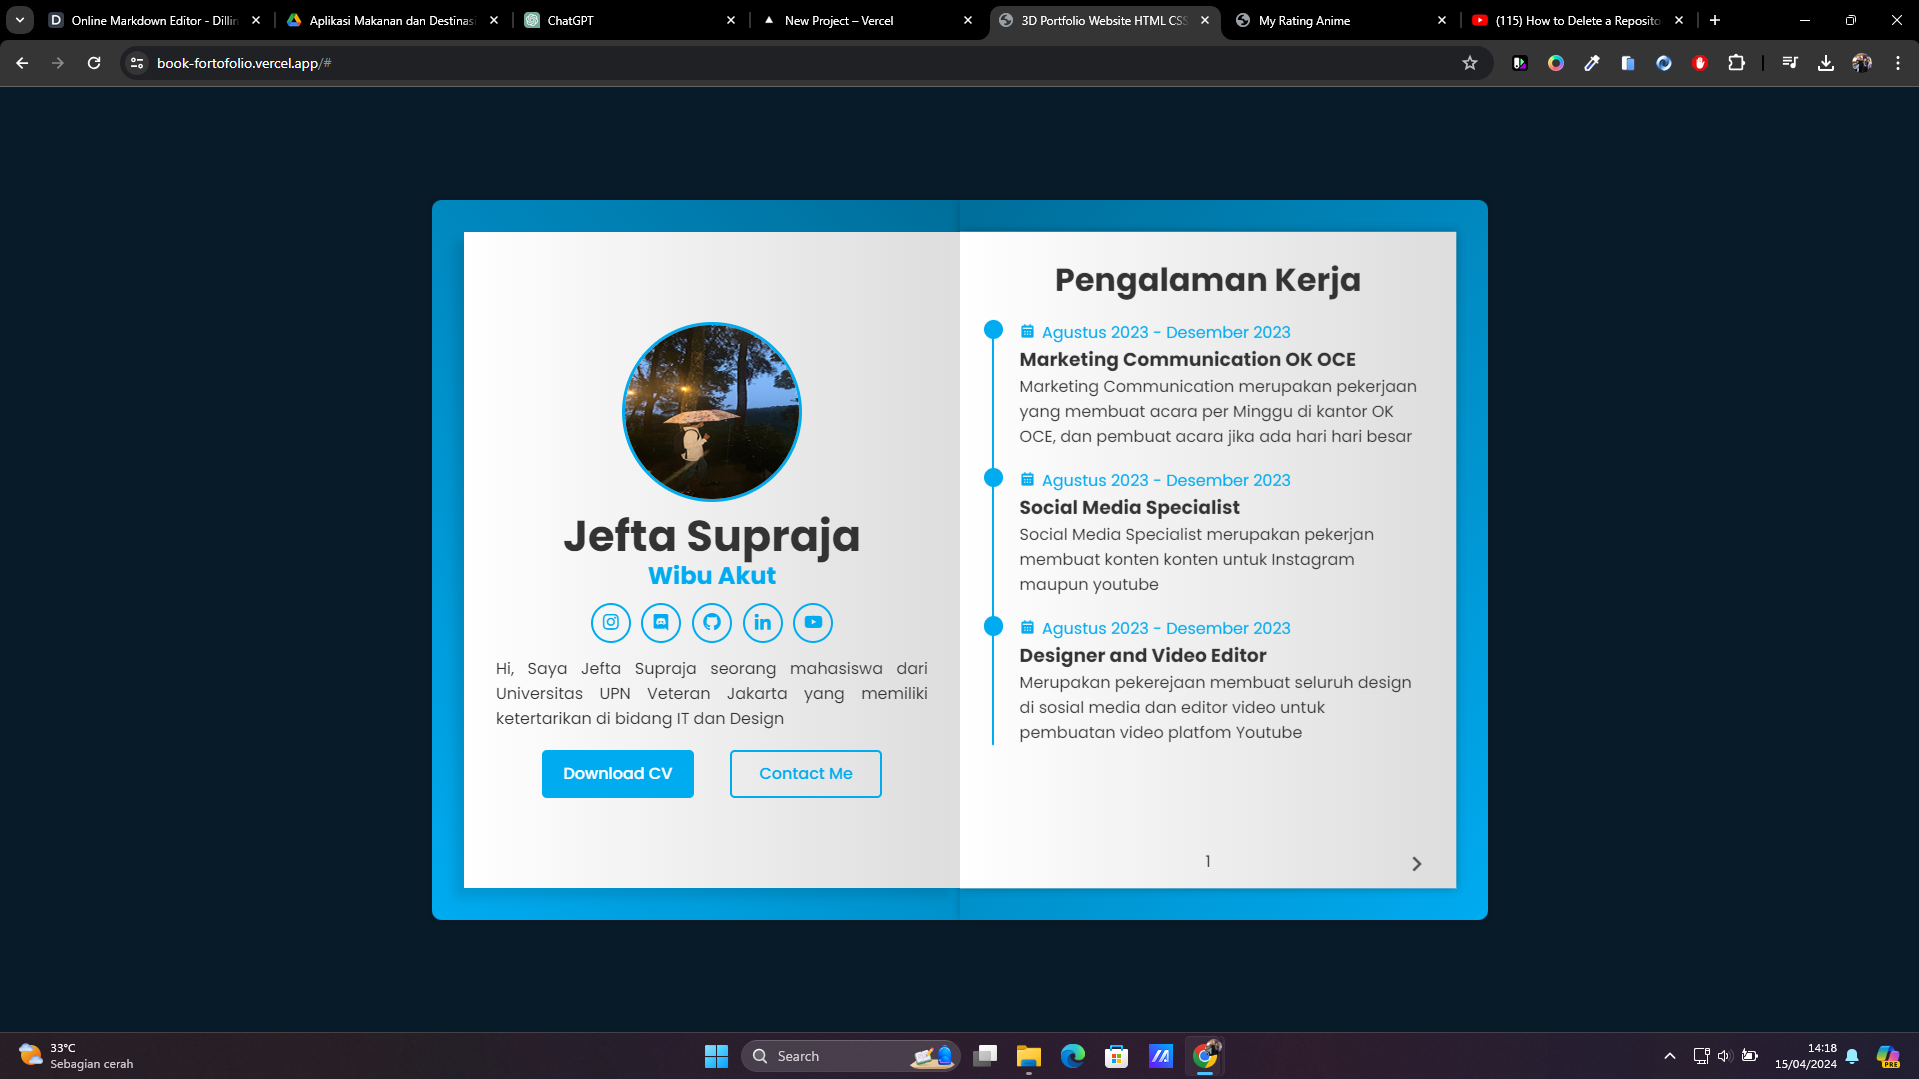 Online Markdown Editor - Dillin
Aplikasi Makanan dan Destinasi
ChatGPT
New Project – Vercel
3D Portfolio Website HTML CSS
My Rating Anime
(115) How to Delete a Reposito
book-fortofolio.vercel.app/#
Jefta Supraja
Wibu Akut
Hi, Saya Jefta Supraja seorang mahasiswa dari
Universitas UPN Veteran Jakarta yang memiliki
ketertarikan di bidang IT dan Design
Download CV
Contact Me
Pengalaman Kerja
Agustus 2023 - Desember 2023
Marketing Communication OK OCE
Marketing Communication merupakan pekerjaan
yang membuat acara per Minggu di kantor OK
OCE, dan pembuat acara jika ada hari hari besar
Agustus 2023 - Desember 2023
Social Media Specialist
Social Media Specialist merupakan pekerjan
membuat konten konten untuk Instagram
maupun youtube
Agustus 2023 - Desember 2023
Designer and Video Editor
Merupakan pekerejaan membuat seluruh design
di sosial media dan editor video untuk
pembuatan video platfom Youtube
1
33°C
Sebagian cerah
Search
14:18
15/04/2024
PRE